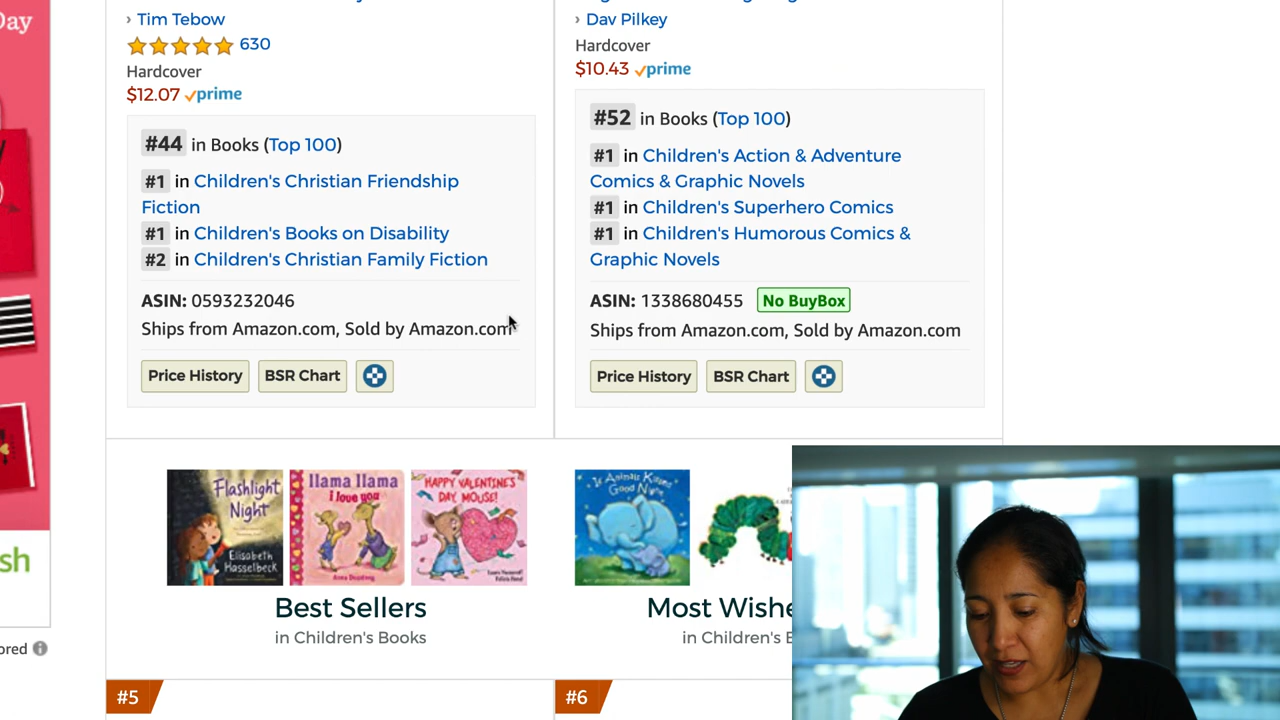 Day
› Tim Tebow
630
Hardcover
$12.07 prime
#44 in Books (Top 100)
#1 in Children's Christian Friendship
Fiction
#1 in Children's Books on Disability
#2 in Children's Christian Family Fiction
ASIN: 0593232046
Ships from Amazon.com, Sold by Amazon.com
Price History
BSR Chart
› Dav Pilkey
Hardcover
$10.43 prime
#52 in Books (Top 100)
#1 in Children's Action & Adventure
Comics & Graphic Novels
#1 in Children's Superhero Comics
#1 in Children's Humorous Comics &
Graphic Novels
ASIN: 1338680455 No BuyBox
Ships from Amazon.com, Sold by Amazon.com
Price History
BSR Chart
Flashlight
Night
Elisabeth
Hasselbeck
llama llama
i love you
Anna Dewdney
HAPPY VALENTINE'S
DAY, MOUSE!
If Animals Kissed
Good Night
Best Sellers
in Children's Books
Most Wishe
in Children's B
sh
ored
#5
#6